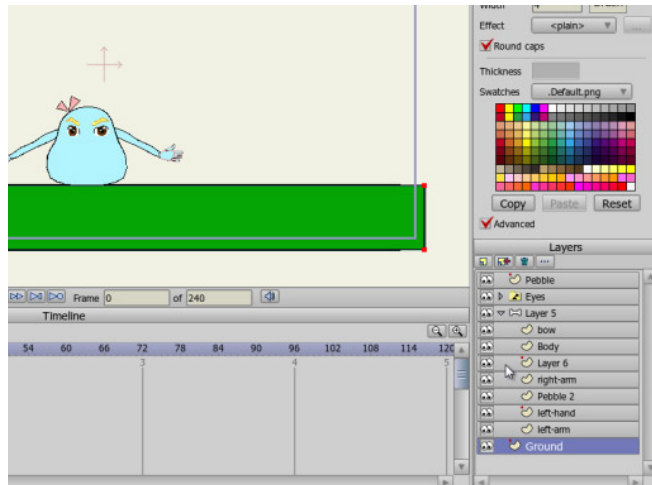 Width 4
Effect <plain> ...
Round caps
Thickness
Swatches .Default.png
Copy Paste Reset
Advanced
Layers
...
Pebble
Eyes
Layer 5
bow
Body
Layer 6
right-arm
Pebble 2
left-hand
left-arm
Ground
Frame 0 of 240
Timeline
54 60 66 72 78 84 90 96 102 108 114 120
3 4 5